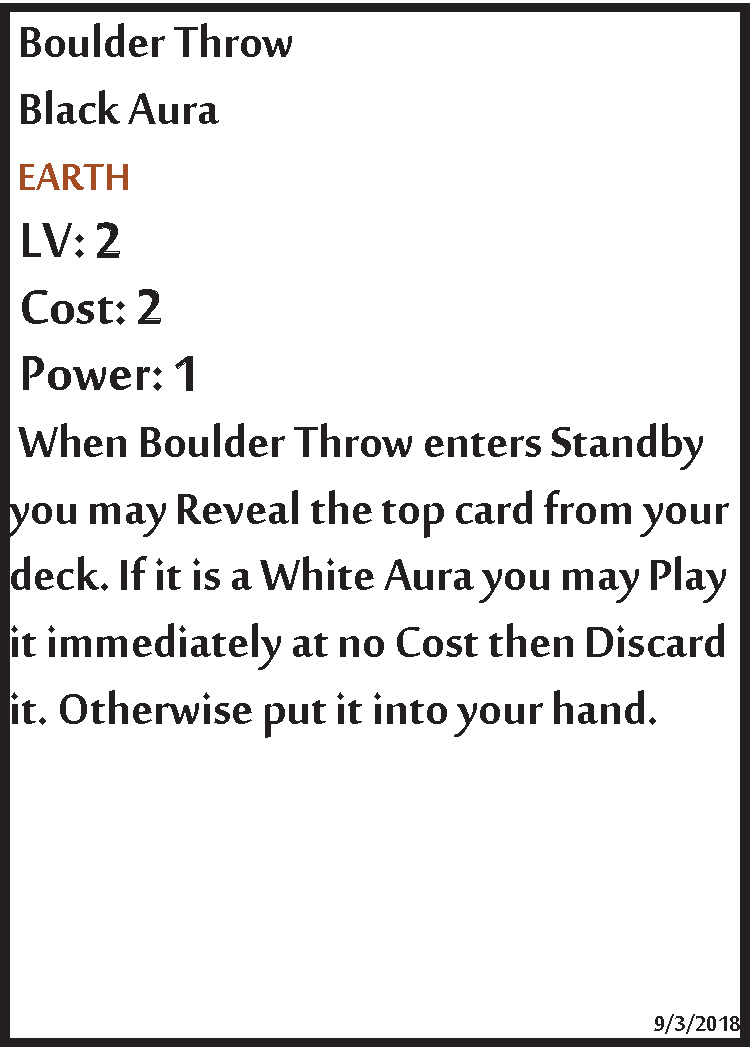 Boulder Throw
Black Aura
EARTH
LV: 2
Cost: 2
Power: 1
When Boulder Throw enters Standby
you may Reveal the top card from your
deck. If it is a White Aura you may Play
it immediately at no Cost then Discard
it. Otherwise put it into your hand.
9/3/2018